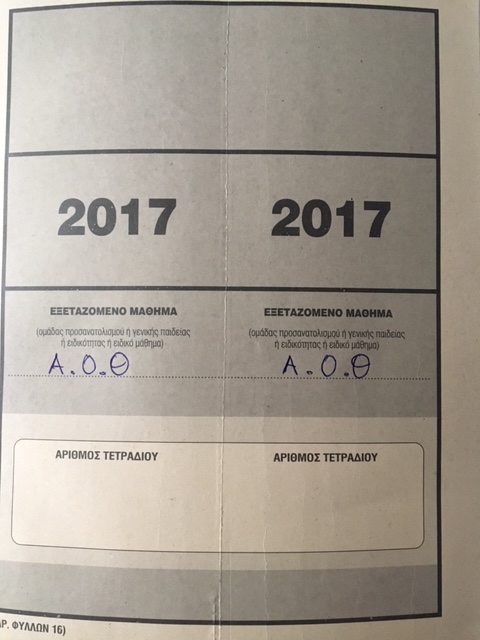 2017 2017
ΕΞΕΤΑΖΟΜΕΝΟ ΜΑΘΗΜΑ ΕΞΕΤΑΖΟΜΕΝΟ ΜΑΘΗΜΑ
(ομάδας προσανατολισμού ή γενικής παιδείας (ομάδας προσανατολισμού ή γενικής παιδείας
ή ειδικότητας ή ειδικό μάθημα) ή ειδικότητας ή ειδικό μάθημα)
Α.Ο.Θ Α.Ο.Θ
ΑΡΙΘΜΟΣ ΤΕΤΡΑΔΙΟΥ ΑΡΙΘΜΟΣ ΤΕΤΡΑΔΙΟΥ
Ρ. ΦΥΛΛΩΝ 16)